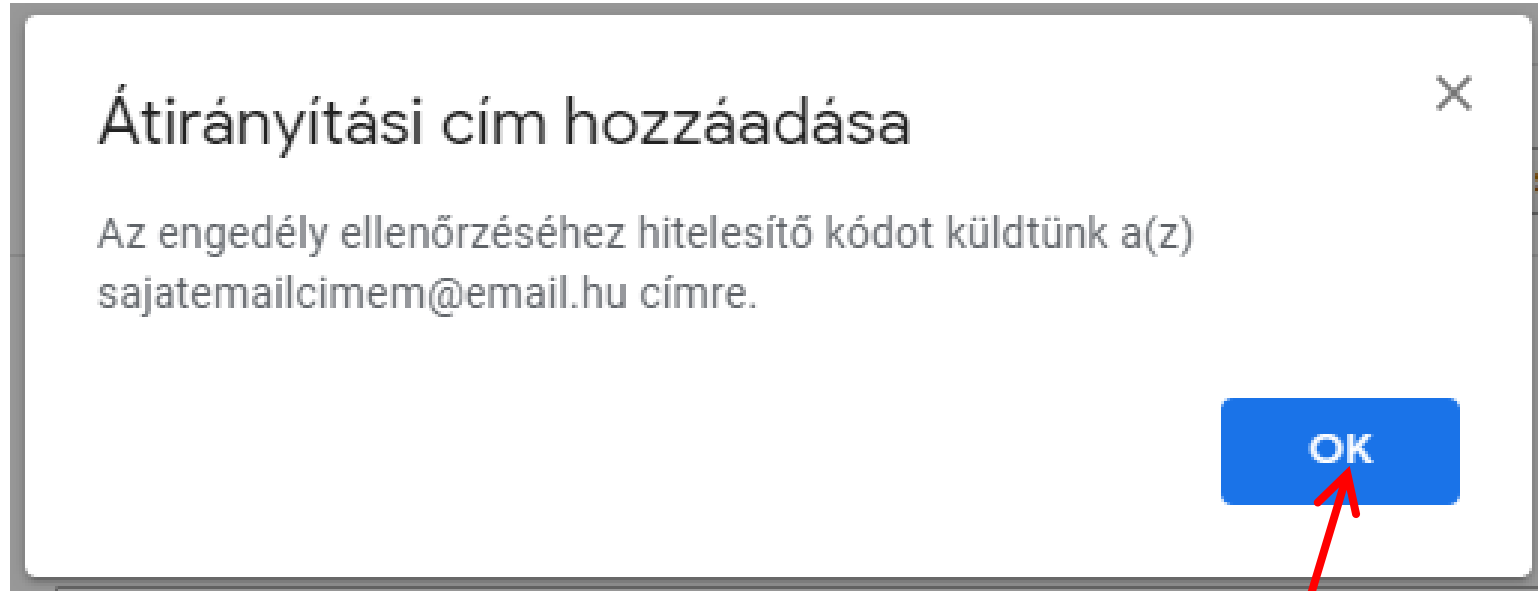 Átirányítási cím hozzáadása
Az engedély ellenőrzéséhez hitelesítő kódot küldtünk a(z)
sajatemailcimem@email.hu címre.
OK